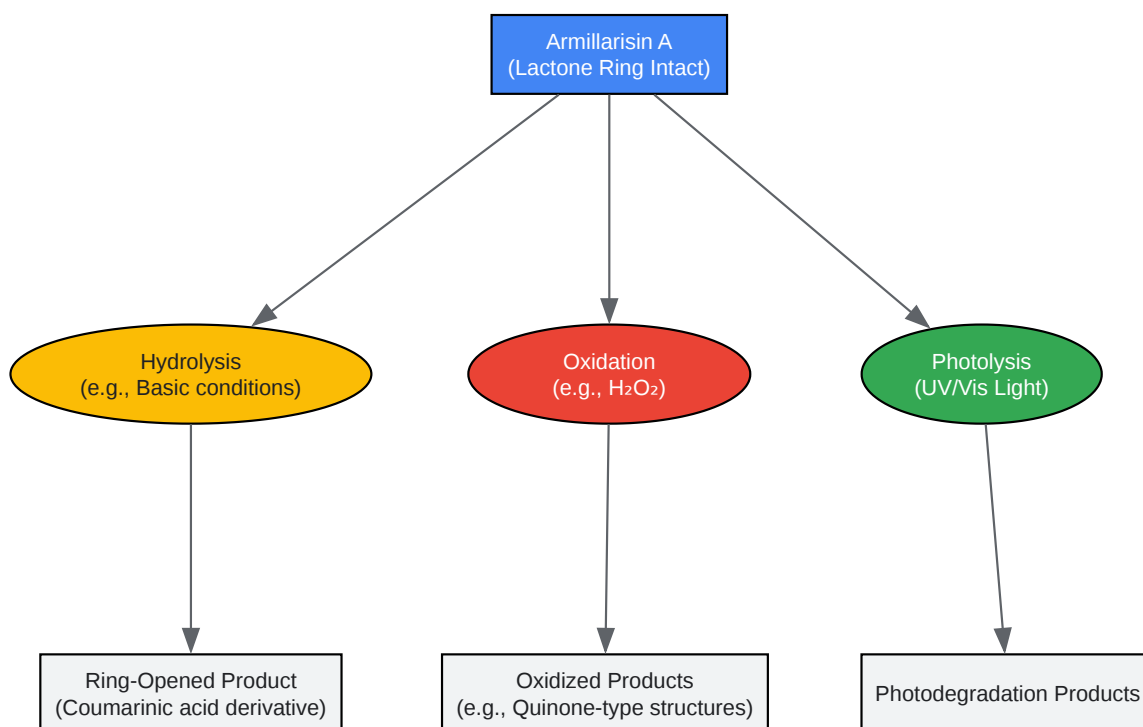 Armillarisin A
(Lactone Ring Intact)
Hydrolysis
(e.g., Basic conditions)
Oxidation
(e.g., H₂O₂)
Photolysis
(UV/Vis Light)
Ring-Opened Product
(Coumarinic acid derivative)
Oxidized Products
(e.g., Quinone-type structures)
Photodegradation Products